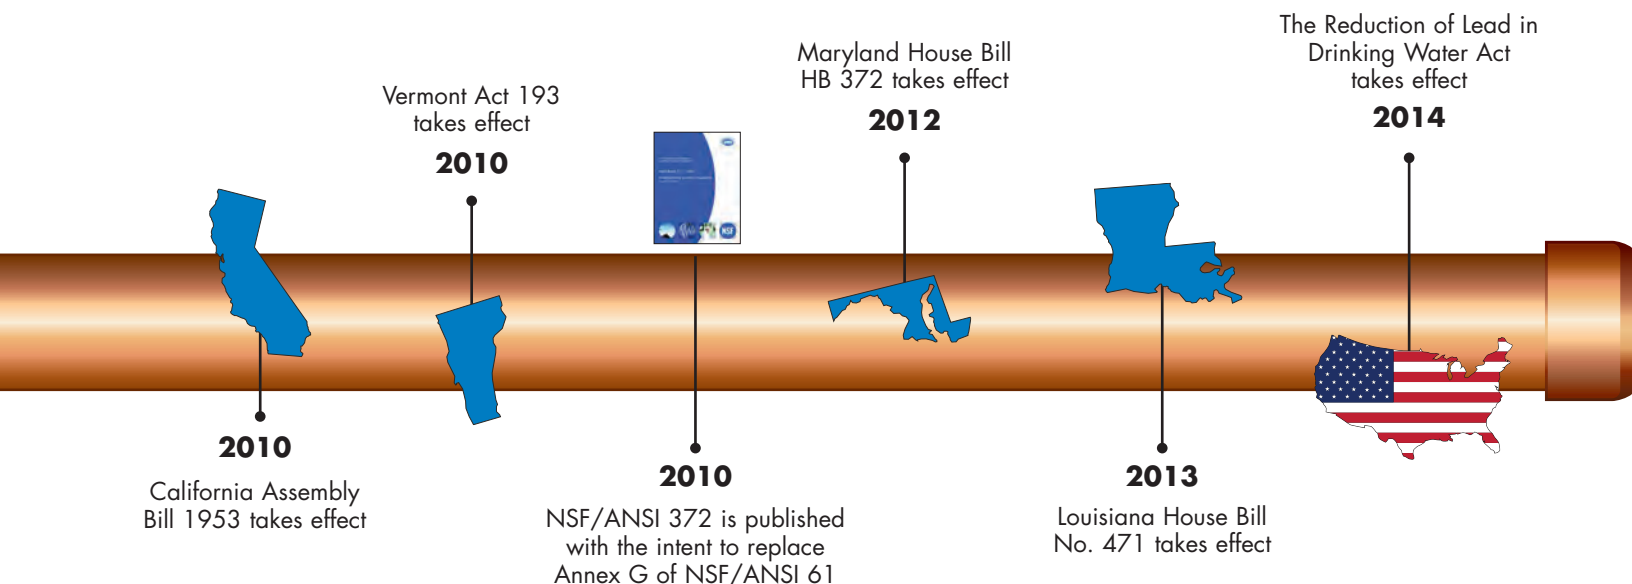 2010
California Assembly
Bill 1953 takes effect
Vermont Act 193
takes effect
2010
NSF
2010
NSF/ANSI 372 is published
with the intent to replace
Annex G of NSF/ANSI 61
Maryland House Bill
HB 372 takes effect
2012
2013
Louisiana House Bill
No. 471 takes effect
The Reduction of Lead in
Drinking Water Act
takes effect
2014